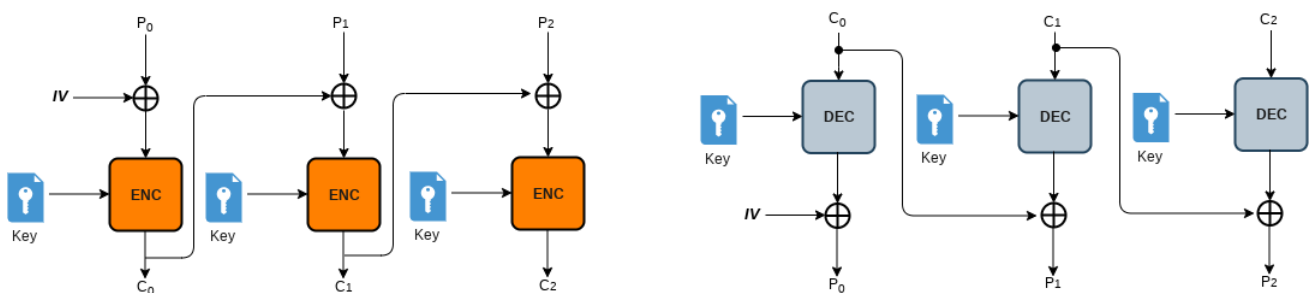 P0 P1 P2
IV
ENC ENC ENC
Key Key Key
C0 C1 C2
C0 C1 C2
DEC DEC DEC
Key Key Key
IV
P0 P1 P2